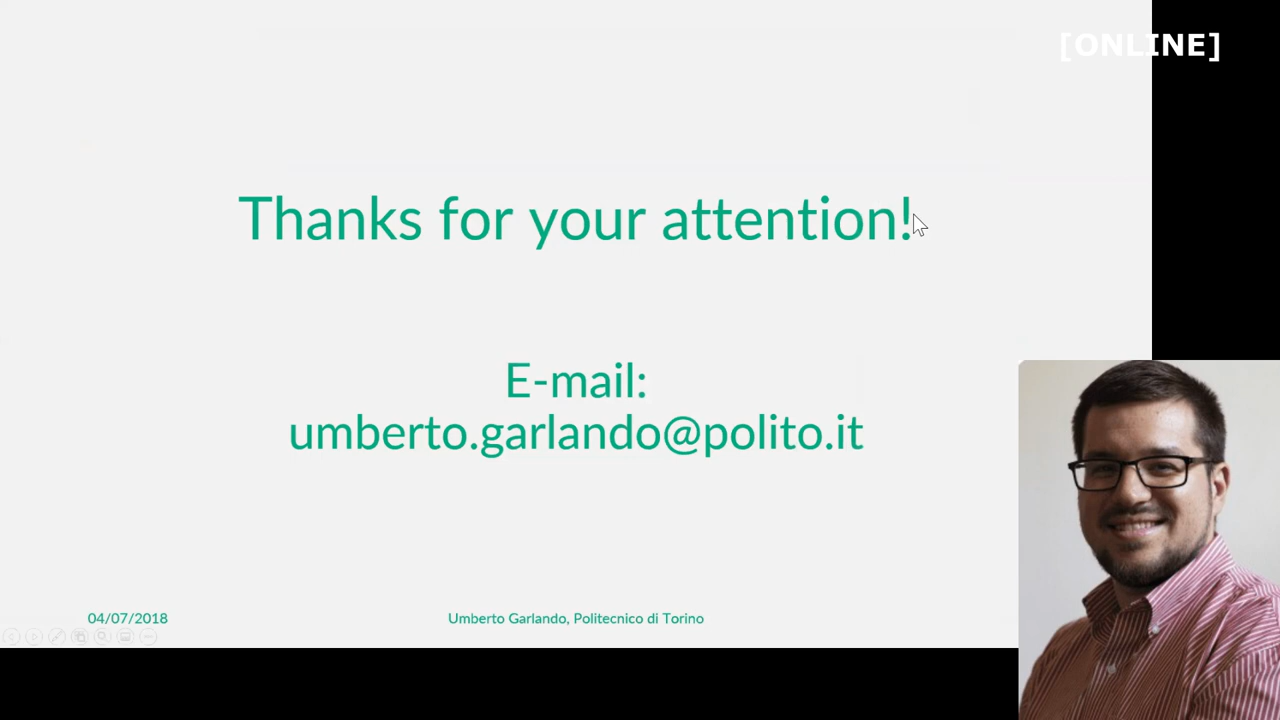 [ONLINE]
Thanks for your attention!
E-mail:
umberto.garlando@polito.it
04/07/2018
Umberto Garlando, Politecnico di Torino